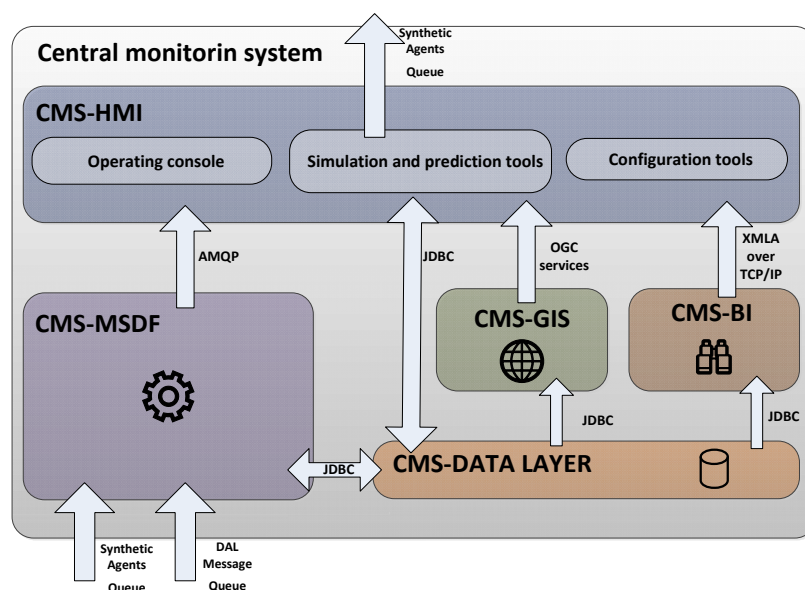 Synthetic
Agents
Queue
Central monitorin system
CMS-HMI
Operating console
Simulation and prediction tools
Configuration tools
AMQP
JDBC
OGC
services
XMLA
over
TCP/IP
CMS-MSDF
CMS-GIS
CMS-BI
JDBC
JDBC
JDBC
CMS-DATA LAYER
Synthetic
Agents
Queue
DAL
Message
Queue